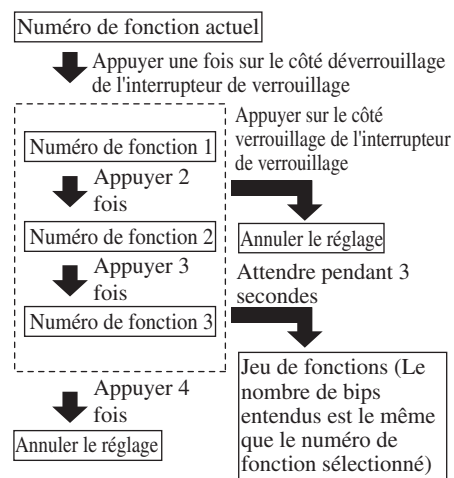 Numéro de fonction actuel
Appuyer une fois sur le côté déverrouillage
de l'interrupteur de verrouillage
Numéro de fonction 1
Appuyer 2
fois
Numéro de fonction 2
Appuyer 3
fois
Numéro de fonction 3
Appuyer 4
fois
Annuler le réglage
Appuyer sur le côté
verrouillage de l'interrupteur
de verrouillage
Annuler le réglage
Attendre pendant 3
secondes
Jeu de fonctions (Le
nombre de bips
entendus est le même
que le numéro de
fonction sélectionné)